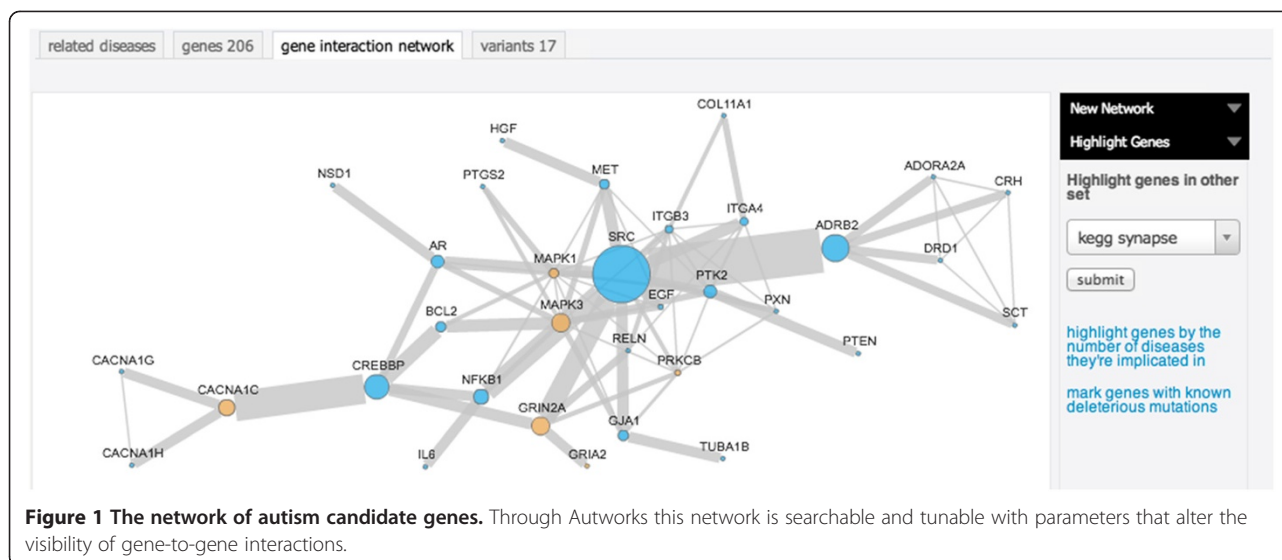 related diseases
genes 206
gene interaction network
variants 17
New Network
Highlight Genes
Highlight genes in other
set
kegg synapse
submit
highlight genes by the
number of diseases
they're implicated in
mark genes with known
deleterious mutations
COL11A1
HGF
MET
NSD1
PTGS2
ADORA2A
CRH
ITGB3
ITGA4
ADRB2
SRC
AR
MAPK1
DRD1
PTK2
EGF
PXN
MAPK3
BCL2
SCT
RELN
PTEN
PRKCB
CACNA1G
CREBBP
NFKB1
CACNA1C
GRIN2A
GJA1
TUBA1B
CACNA1H
IL6
GRIA2
Figure 1 The network of autism candidate genes. Through Autworks this network is searchable and tunable with parameters that alter the
visibility of gene-to-gene interactions.